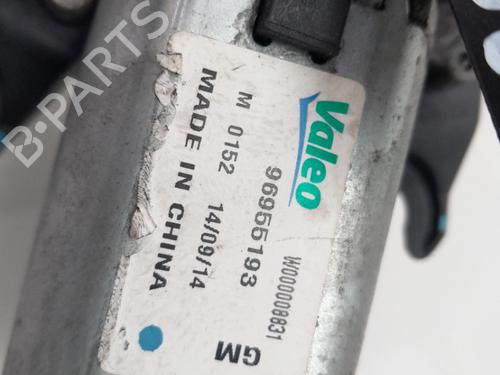 Valeo
W000008831
96955193
GM
M 0152 14/09/14
MADE IN CHINA
B-PARTS